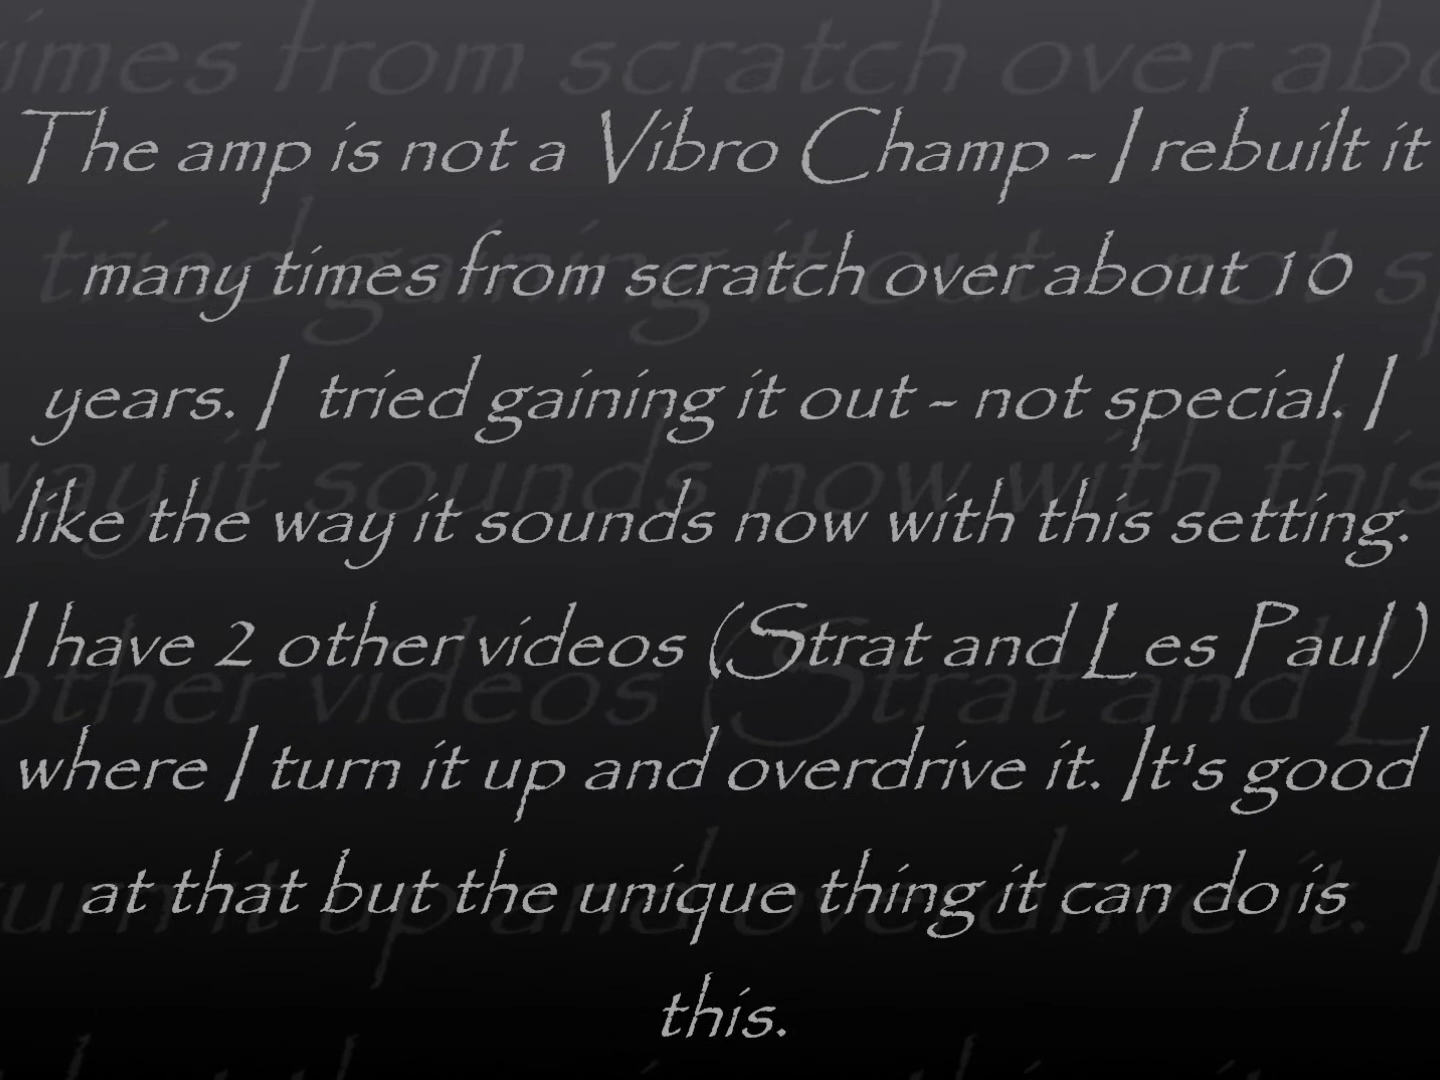 The amp is not a Vibro Champ - I rebuilt it
many times from scratch over about 10
years. I  tried gaining it out - not special. I
like the way it sounds now with this setting.
I have 2 other videos (Strat and Les Paul )
where I turn it up and overdrive it. It's good
at that but the unique thing it can do is
this.